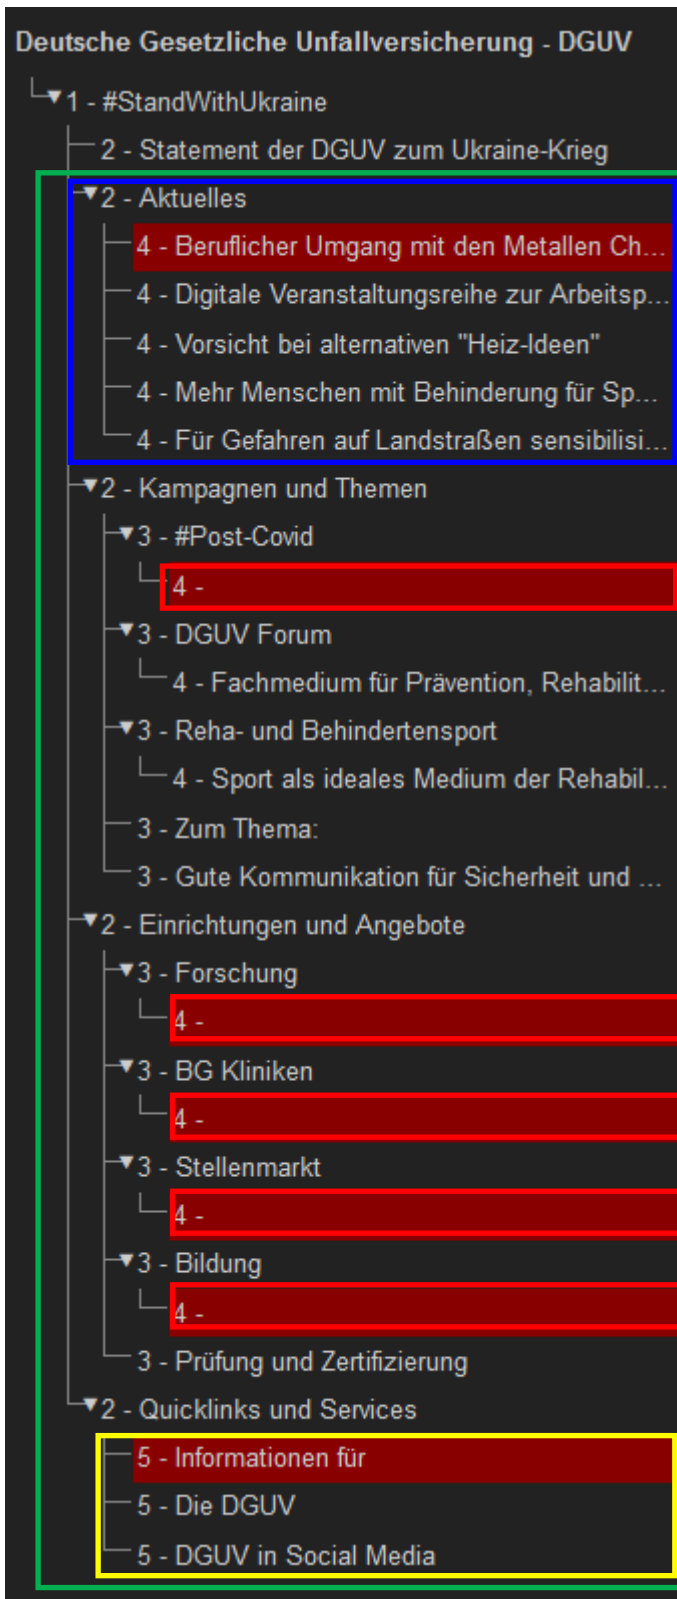 Deutsche Gesetzliche Unfallversicherung - DGUV
1 - #StandWithUkraine
2 - Statement der DGUV zum Ukraine-Krieg
2 - Aktuelles
4 - Beruflicher Umgang mit den Metallen Ch...
4 - Digitale Veranstaltungsreihe zur Arbeitsp...
4 - Vorsicht bei alternativen "Heiz-Ideen"
4 - Mehr Menschen mit Behinderung für Sp...
4 - Für Gefahren auf Landstraßen sensibilisi...
2 - Kampagnen und Themen
3 - #Post-Covid
4 -
3 - DGUV Forum
4 - Fachmedium für Prävention, Rehabilit...
3 - Reha- und Behindertensport
4 - Sport als ideales Medium der Rehabil...
3 - Zum Thema:
3 - Gute Kommunikation für Sicherheit und ...
2 - Einrichtungen und Angebote
3 - Forschung
4 -
3 - BG Kliniken
4 -
3 - Stellenmarkt
4 -
3 - Bildung
4 -
3 - Prüfung und Zertifizierung
2 - Quicklinks und Services
5 - Informationen für
5 - Die DGUV
5 - DGUV in Social Media